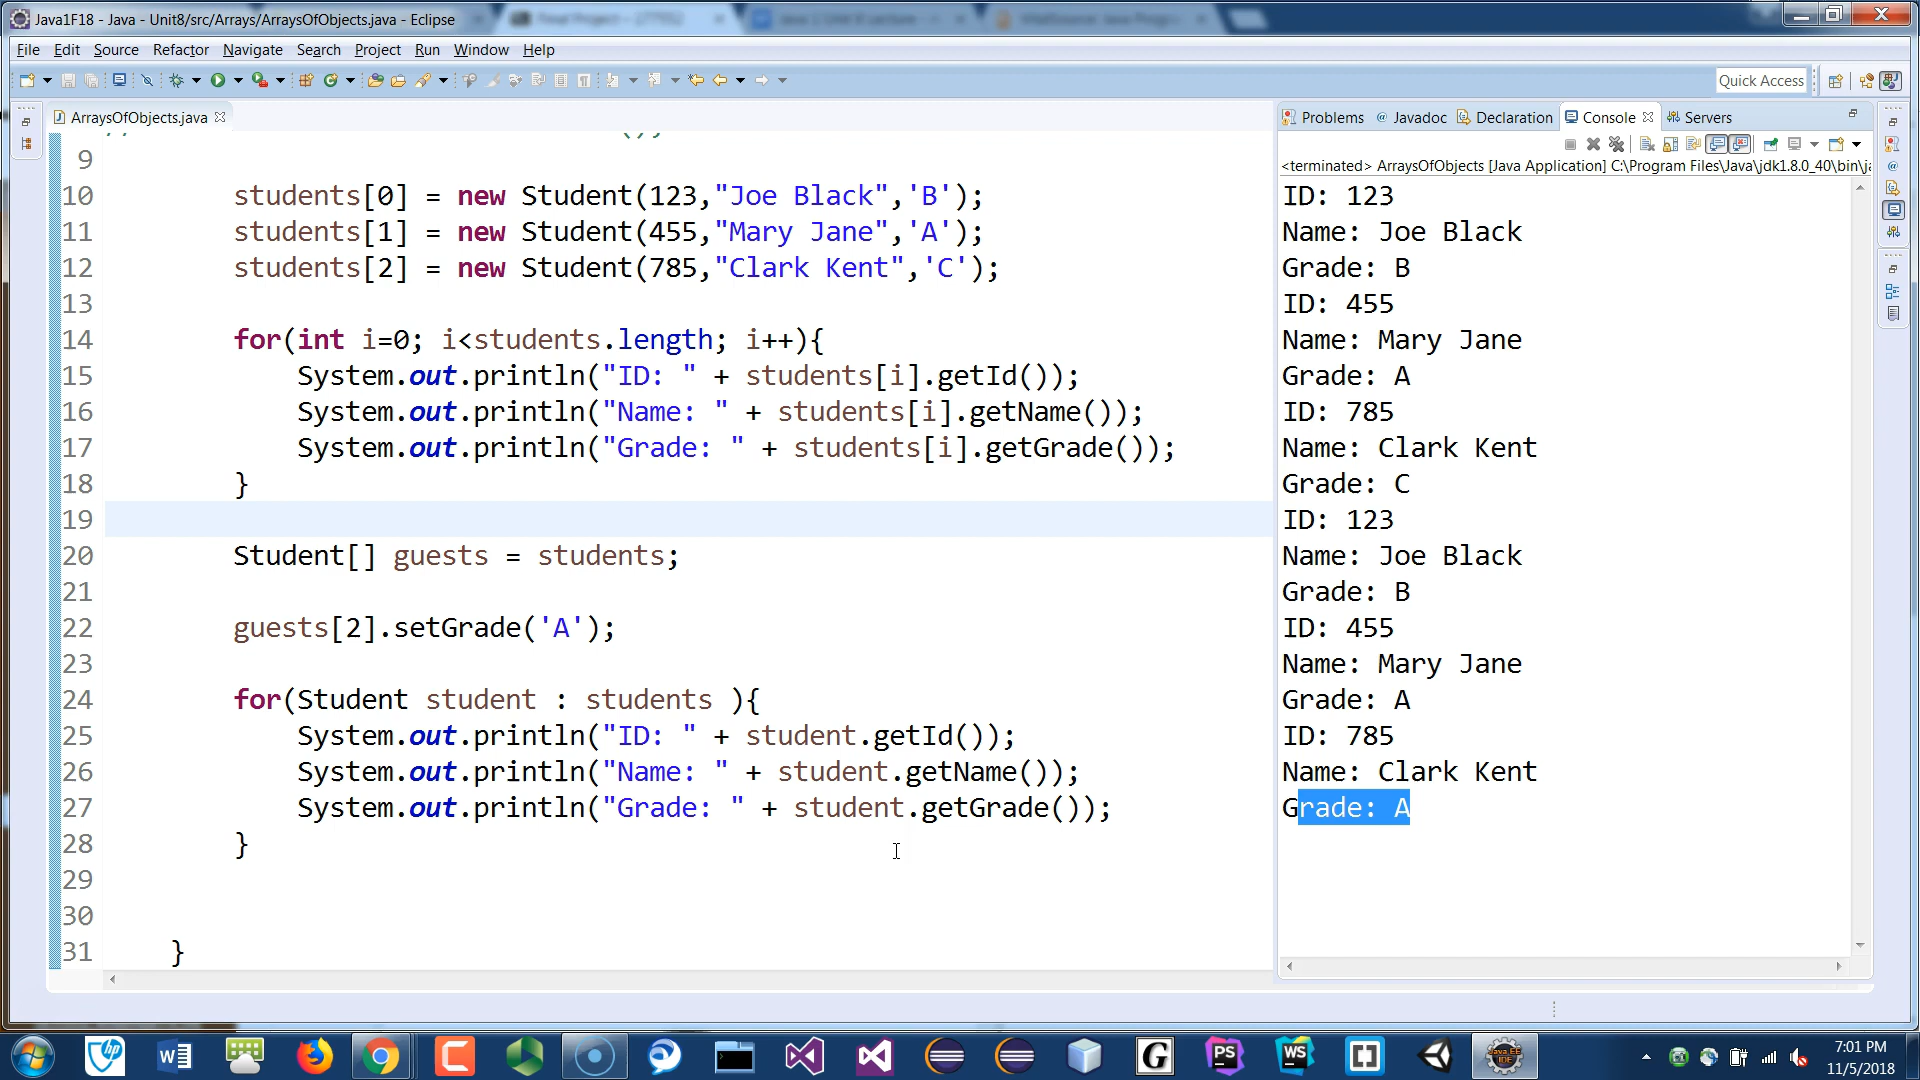 Java1F18 - Java - Unit8/src/Arrays/ArraysOfObjects.java - Eclipse
File Edit Source Refactor Navigate Search Project Run Window Help
Quick Access
ArraysOfObjects.java
9
10 students[0] = new Student(123,"Joe Black",'B');
11 students[1] = new Student(455,"Mary Jane",'A');
12 students[2] = new Student(785,"Clark Kent",'C');
13
14 for(int i=0; i<students.length; i++){
15 System.out.println("ID: " + students[i].getId());
16 System.out.println("Name: " + students[i].getName());
17 System.out.println("Grade: " + students[i].getGrade());
18 }
19
20 Student[] guests = students;
21
22 guests[2].setGrade('A');
23
24 for(Student student : students ){
25 System.out.println("ID: " + student.getId());
26 System.out.println("Name: " + student.getName());
27 System.out.println("Grade: " + student.getGrade());
28 }
29
30
31 }
Problems @ Javadoc Declaration Console Servers
<terminated> ArraysOfObjects [Java Application] C:\Program Files\Java\jdk1.8.0_40\bin\ja
ID: 123
Name: Joe Black
Grade: B
ID: 455
Name: Mary Jane
Grade: A
ID: 785
Name: Clark Kent
Grade: C
ID: 123
Name: Joe Black
Grade: B
ID: 455
Name: Mary Jane
Grade: A
ID: 785
Name: Clark Kent
Grade: A
7:01 PM
11/5/2018